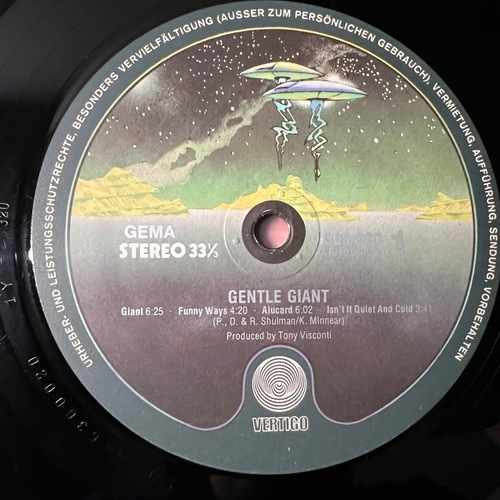 URHEBER- UND LEISTUNGSSCHUTZRECHTE, BESONDERS VERVIELFÄLTIGUNG (AUSSER ZUM PERSÖNLICHEN GEBRAUCH), VERMIETUNG, AUFFÜHRUNG, SENDUNG, VORBEHALTEN
GEMA
STEREO 33⅓
GENTLE GIANT
Giant 6:25 · Funny Ways 4:20 · Alucard 6.02 · Isn't It Quiet And Cold 3:41
(P., D. & R. Shulman/K. Minnear)
Produced by Tony Visconti
VERTIGO
320